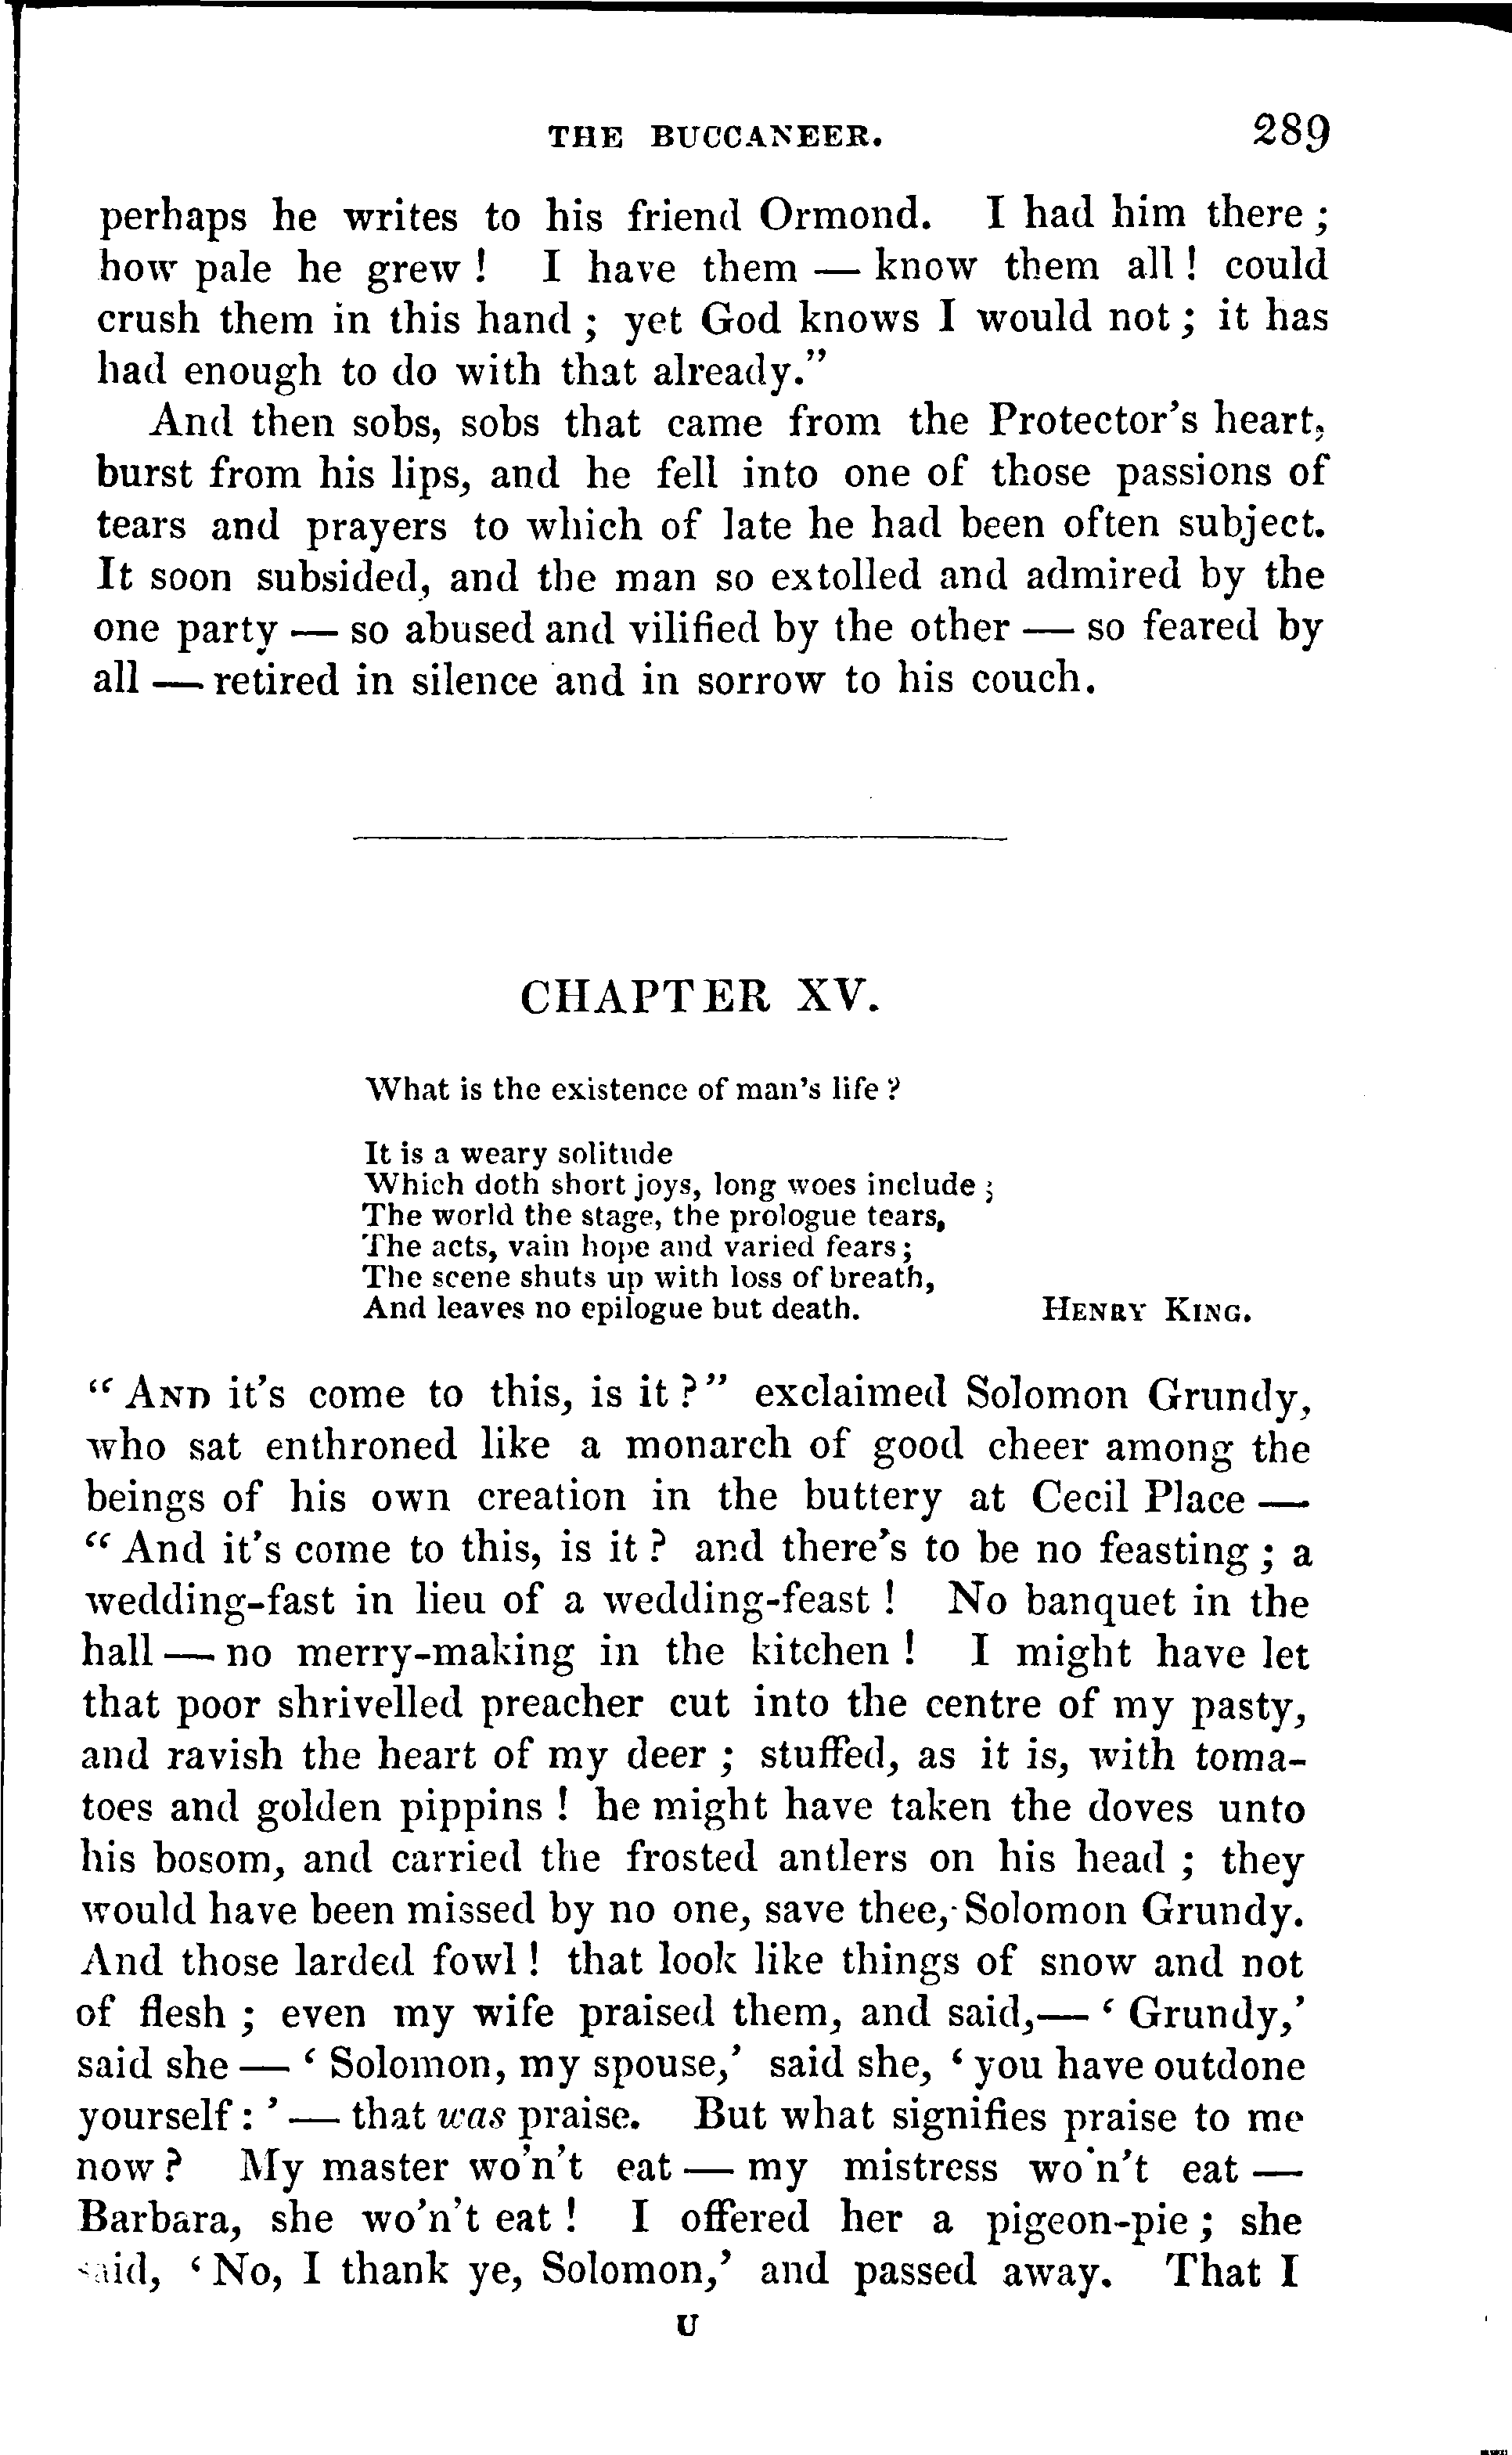 THE BUCCANEER. 289
perhaps he writes to his friend Ormond. I had him there;
how pale he grew! I have them — know them all! could
crush them in this hand; yet God knows I would not; it has
had enough to do with that already."
And then sobs, sobs that came from the Protector's heart,
burst from his lips, and he fell into one of those passions of
tears and prayers to which of late he had been often subject.
It soon subsided, and the man so extolled and admired by the
one party — so abused and vilified by the other — so feared by
all — retired in silence and in sorrow to his couch.
CHAPTER XV.
What is the existence of man's life?
It is a weary solitude
Which doth short joys, long woes include;
The world the stage, the prologue tears,
The acts, vain hope and varied fears;
The scene shuts up with loss of breath,
And leaves no epilogue but death. HENRY KING.
"AND it's come to this, is it?" exclaimed Solomon Grundy,
who sat enthroned like a monarch of good cheer among the
beings of his own creation in the buttery at Cecil Place —
"And it's come to this, is it? and there's to be no feasting; a
wedding-fast in lieu of a wedding-feast! No banquet in the
hall — no merry-making in the kitchen! I might have let
that poor shrivelled preacher cut into the centre of my pasty,
and ravish the heart of my deer; stuffed, as it is, with toma-
toes and golden pippins! he might have taken the doves unto
his bosom, and carried the frosted antlers on his head; they
would have been missed by no one, save thee, Solomon Grundy.
And those larded fowl! that look like things of snow and not
of flesh; even my wife praised them, and said,— 'Grundy,'
said she — 'Solomon, my spouse,' said she, 'you have outdone
yourself:' — that was praise. But what signifies praise to me
now? My master wo'n't eat — my mistress wo'n't eat —
Barbara, she wo'n't eat! I offered her a pigeon-pie; she
said, 'No, I thank ye, Solomon,' and passed away. That I
U